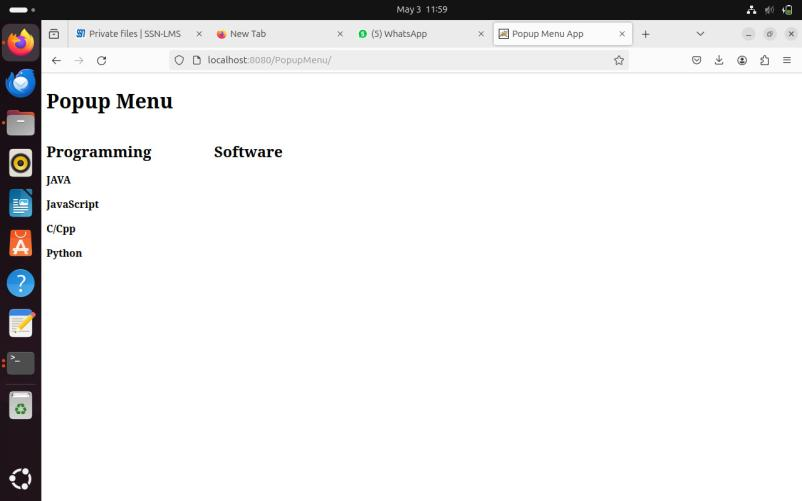 May 3 11:59
Private files | SSN-LMS
New Tab
(5) WhatsApp
Popup Menu App
localhost:8080/PopupMenu/
Popup Menu
Programming
Software
JAVA
JavaScript
C/Cpp
Python